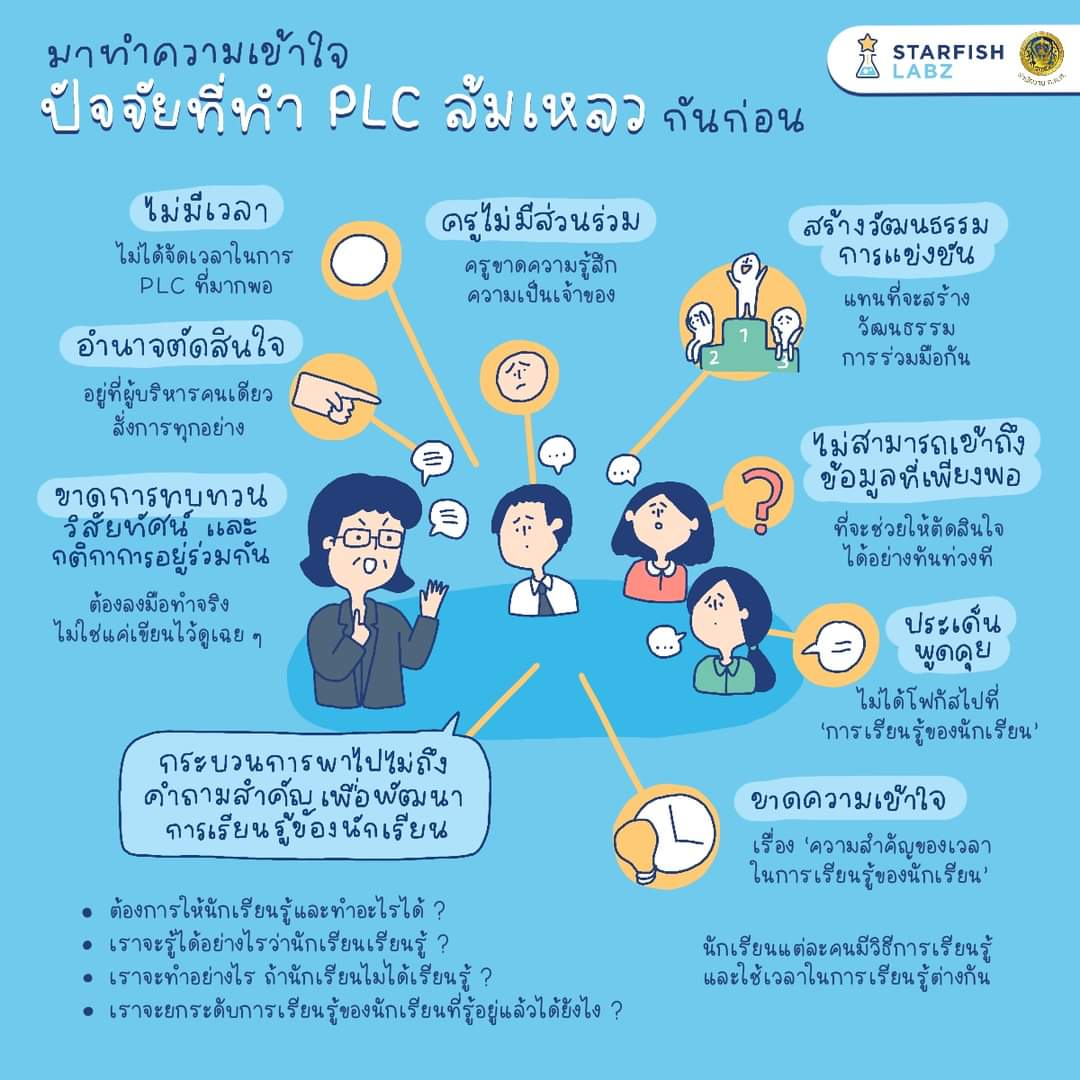 มาทำความเข้าใจ
ปัจจัยที่ทำ PLC ล้มเหลว กันก่อน
STARFISH
LABZ
ไม่มีเวลา
ไม่ได้จัดเวลาในการ
PLC ที่มากพอ
ครูไม่มีส่วนร่วม
ครูขาดความรู้สึก
ความเป็นเจ้าของ
สร้างวัฒนธรรม
การแข่งขัน
แทนที่จะสร้าง
วัฒนธรรม
การร่วมมือกัน
1
2
3
อำนาจตัดสินใจ
อยู่ที่ผู้บริหารคนเดียว
สั่งการทุกอย่าง
ไม่สามารถเข้าถึง
ข้อมูลที่เพียงพอ
ที่จะช่วยให้ตัดสินใจ
ได้อย่างทันท่วงที
?
ขาดการทบทวน
วิสัยทัศน์ และ
กติกาการอยู่ร่วมกัน
ต้องลงมือทำจริง
ไม่ใช่แค่เขียนไว้ดูเฉย ๆ
ประเด็น
พูดคุย
ไม่ได้โฟกัสไปที่
‘การเรียนรู้ของนักเรียน’
กระบวนการพาไปไม่ถึง
คำถามสำคัญ เพื่อพัฒนา
การเรียนรู้ของนักเรียน
ขาดความเข้าใจ
เรื่อง ‘ความสำคัญของเวลา
ในการเรียนรู้ของนักเรียน’
• ต้องการให้นักเรียนรู้และทำอะไรได้ ?
• เราจะรู้ได้อย่างไรว่านักเรียนเรียนรู้ ?
• เราจะทำอย่างไร ถ้านักเรียนไม่ได้เรียนรู้ ?
• เราจะยกระดับการเรียนรู้ของนักเรียนที่รู้อยู่แล้วได้ยังไง ?
นักเรียนแต่ละคนมีวิธีการเรียนรู้
และใช้เวลาในการเรียนรู้ต่างกัน